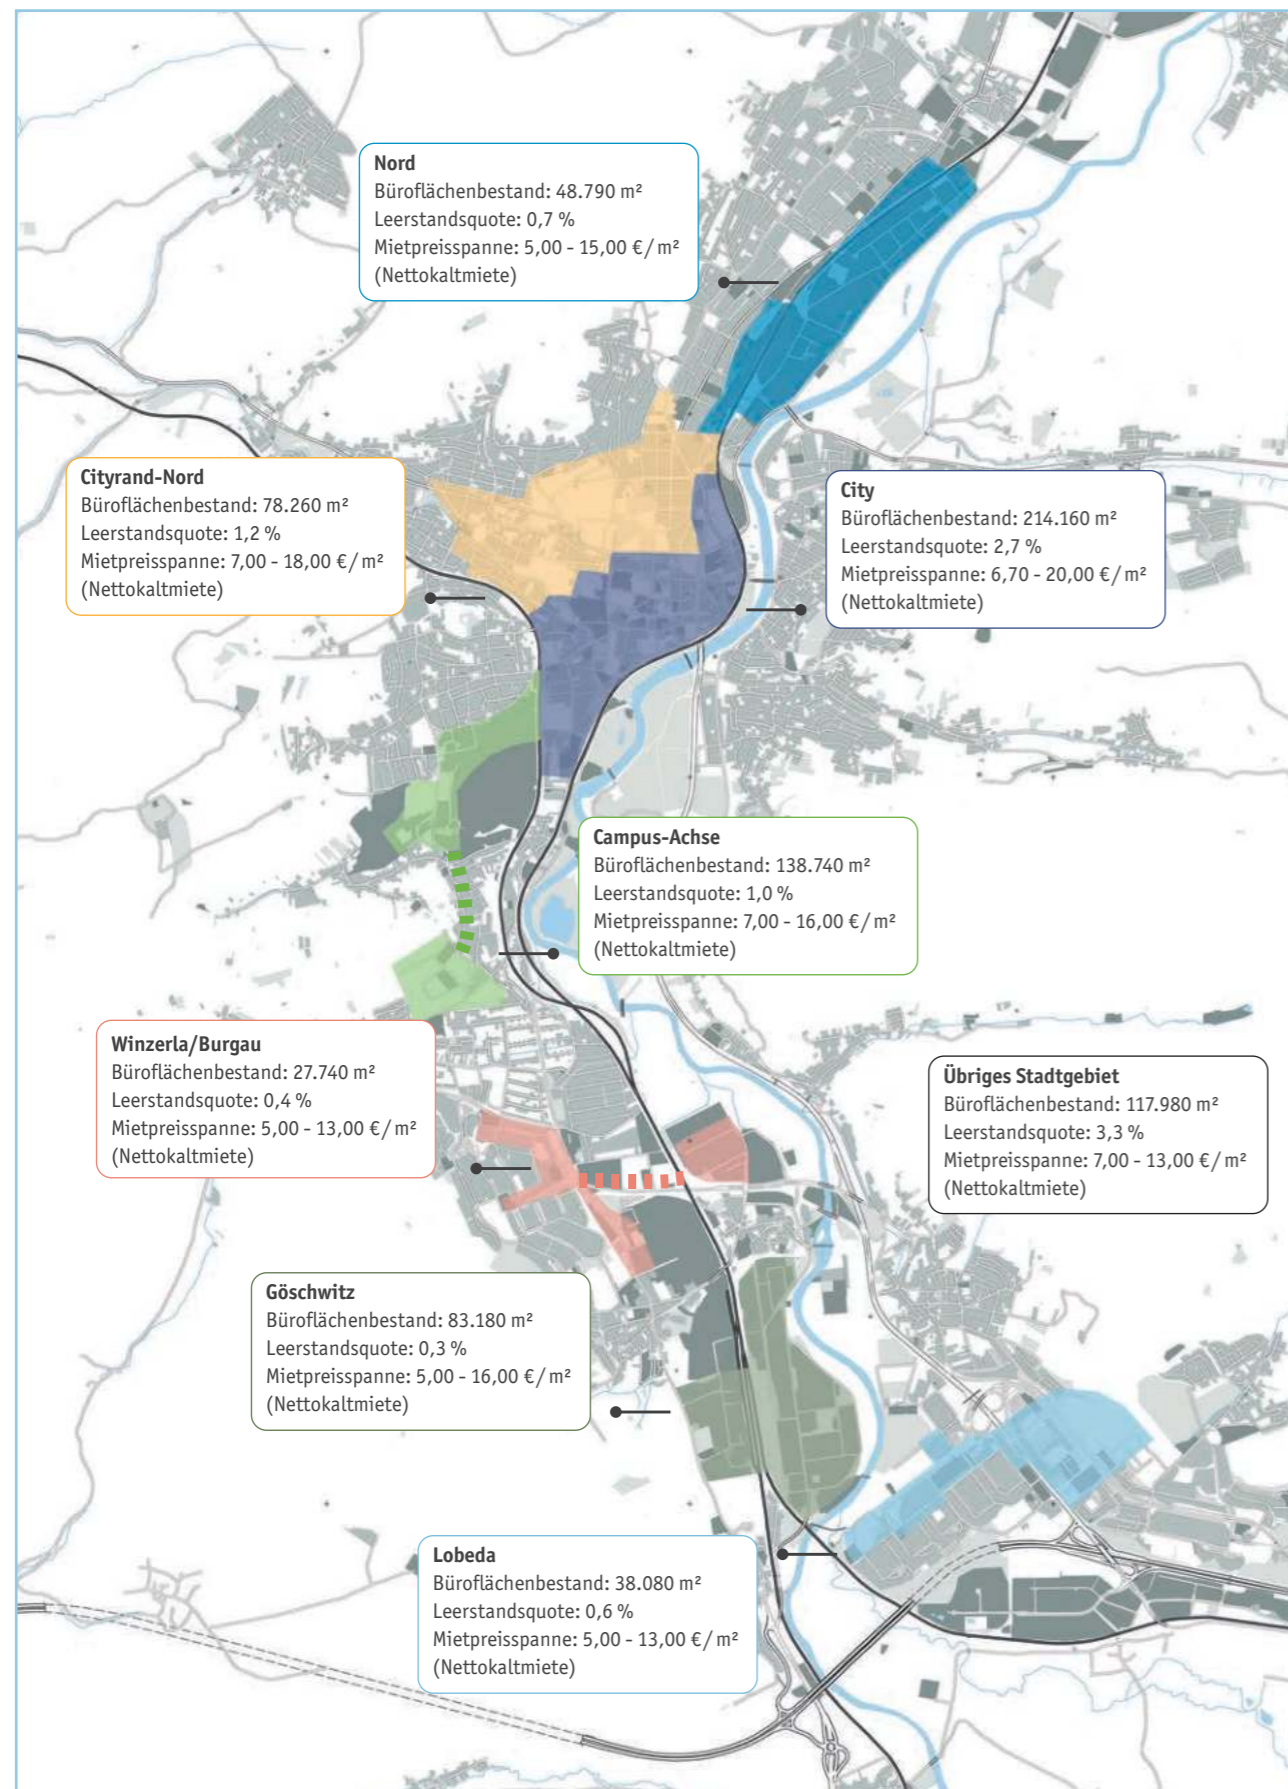 Nord
Büroflächenbestand: 48.790 m²
Leerstandsquote: 0,7 %
Mietpreisspanne: 5,00 - 15,00 €/m²
(Nettokaltmiete)
Cityrand-Nord
Büroflächenbestand: 78.260 m²
Leerstandsquote: 1,2 %
Mietpreisspanne: 7,00 - 18,00 €/m²
(Nettokaltmiete)
City
Büroflächenbestand: 214.160 m²
Leerstandsquote: 2,7 %
Mietpreisspanne: 6,70 - 20,00 €/m²
(Nettokaltmiete)
Campus-Achse
Büroflächenbestand: 138.740 m²
Leerstandsquote: 1,0 %
Mietpreisspanne: 7,00 - 16,00 €/m²
(Nettokaltmiete)
Winzerla/Burgau
Büroflächenbestand: 27.740 m²
Leerstandsquote: 0,4 %
Mietpreisspanne: 5,00 - 13,00 €/m²
(Nettokaltmiete)
Übriges Stadtgebiet
Büroflächenbestand: 117.980 m²
Leerstandsquote: 3,3 %
Mietpreisspanne: 7,00 - 13,00 €/m²
(Nettokaltmiete)
Göschwitz
Büroflächenbestand: 83.180 m²
Leerstandsquote: 0,3 %
Mietpreisspanne: 5,00 - 16,00 €/m²
(Nettokaltmiete)
Lobeda
Büroflächenbestand: 38.080 m²
Leerstandsquote: 0,6 %
Mietpreisspanne: 5,00 - 13,00 €/m²
(Nettokaltmiete)